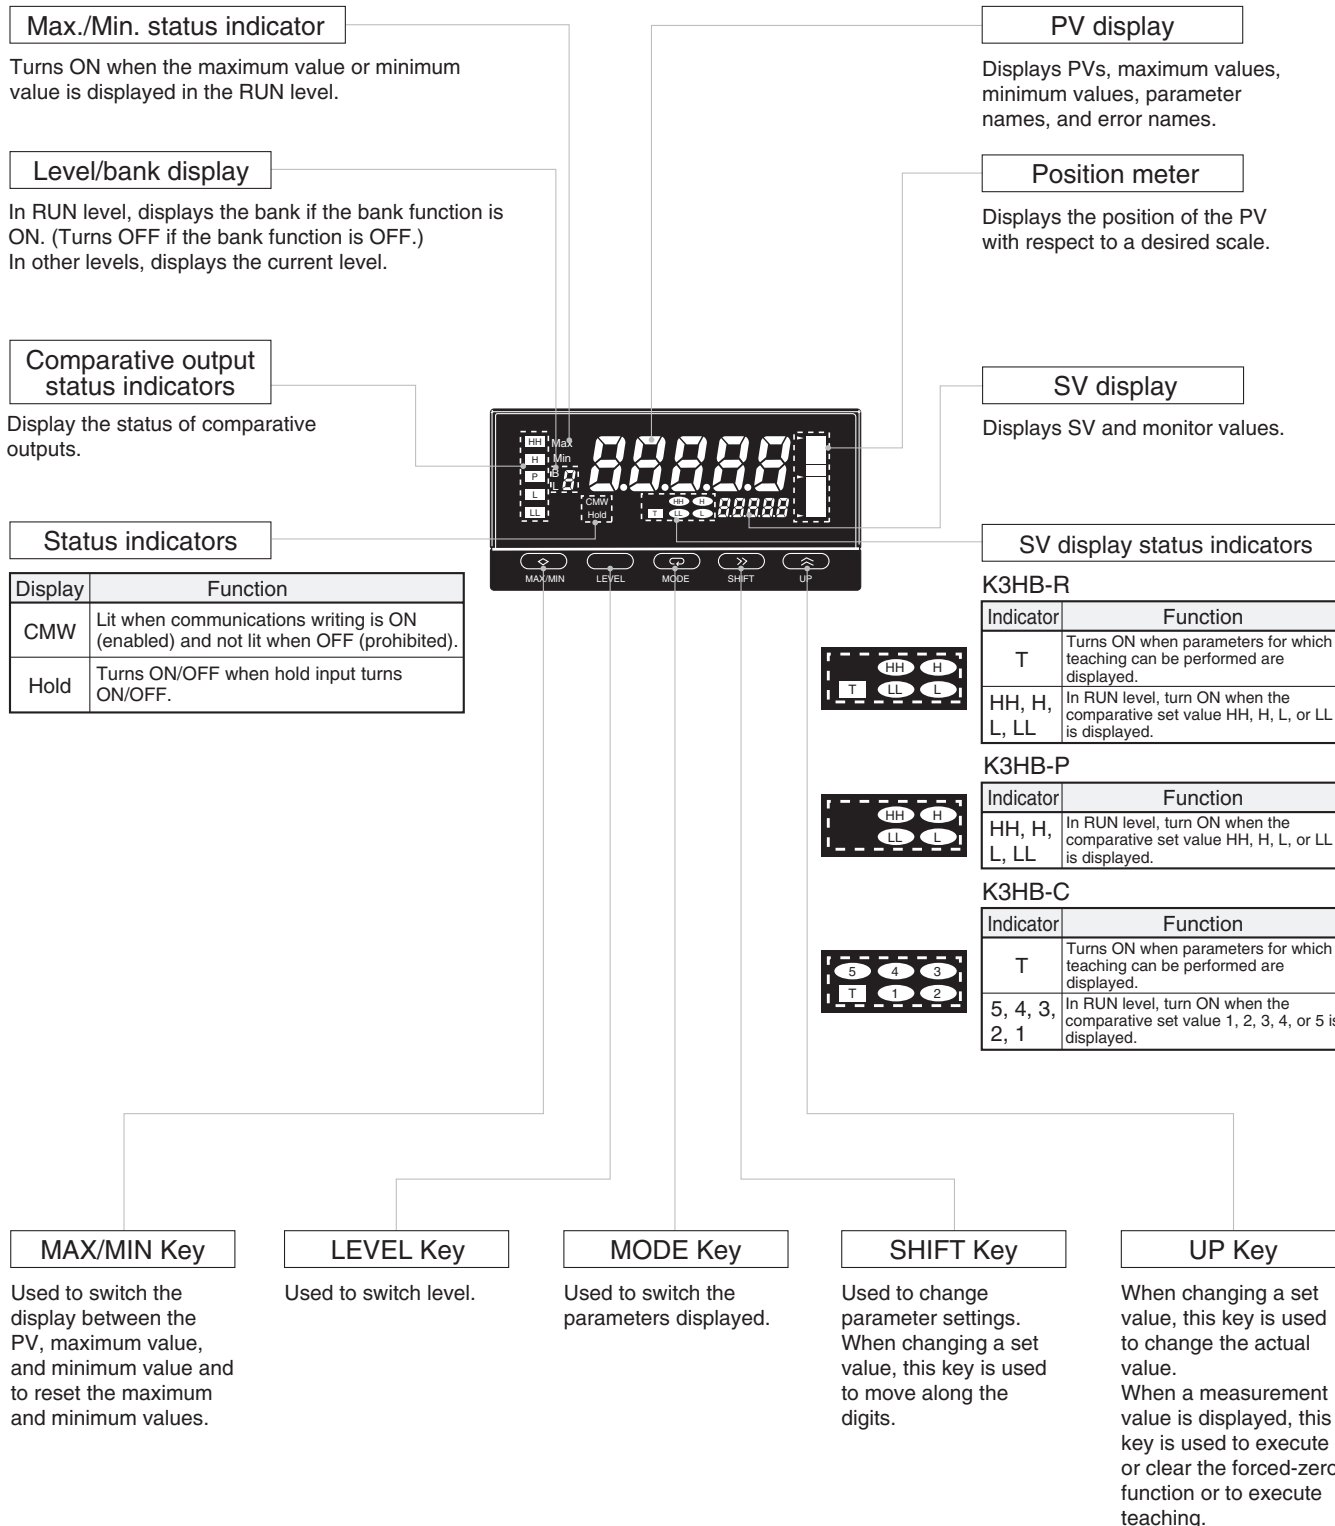 Max./Min. status indicator
Turns ON when the maximum value or minimum
value is displayed in the RUN level.
Level/bank display
In RUN level, displays the bank if the bank function is
ON. (Turns OFF if the bank function is OFF.)
In other levels, displays the current level.
Comparative output
status indicators
Display the status of comparative
outputs.
Status indicators
Display Function
CMW
Lit when communications writing is ON
(enabled) and not lit when OFF (prohibited).
Hold
Turns ON/OFF when hold input turns
ON/OFF.
PV display
Displays PVs, maximum values,
minimum values, parameter
names, and error names.
Position meter
Displays the position of the PV
with respect to a desired scale.
SV display
Displays SV and monitor values.
HH Max
H Min
P B
L L 8
LL
8.8.8.8.8
CMW
Hold
HH H
T LL L
88888
MAX/MIN LEVEL MODE SHIFT UP
SV display status indicators
K3HB-R
HH H
T LL L
Indicator Function
T
Turns ON when parameters for which
teaching can be performed are
displayed.
HH, H,
L, LL
In RUN level, turn ON when the
comparative set value HH, H, L, or LL
is displayed.
K3HB-P
HH H
LL L
Indicator Function
HH, H,
L, LL
In RUN level, turn ON when the
comparative set value HH, H, L, or LL
is displayed.
K3HB-C
5 4 3
T 1 2
Indicator Function
T
Turns ON when parameters for which
teaching can be performed are
displayed.
5, 4, 3,
2, 1
In RUN level, turn ON when the
comparative set value 1, 2, 3, 4, or 5 is
displayed.
MAX/MIN Key
Used to switch the
display between the
PV, maximum value,
and minimum value and
to reset the maximum
and minimum values.
LEVEL Key
Used to switch level.
MODE Key
Used to switch the
parameters displayed.
SHIFT Key
Used to change
parameter settings.
When changing a set
value, this key is used
to move along the
digits.
UP Key
When changing a set
value, this key is used
to change the actual
value.
When a measurement
value is displayed, this
key is used to execute
or clear the forced-zero
function or to execute
teaching.